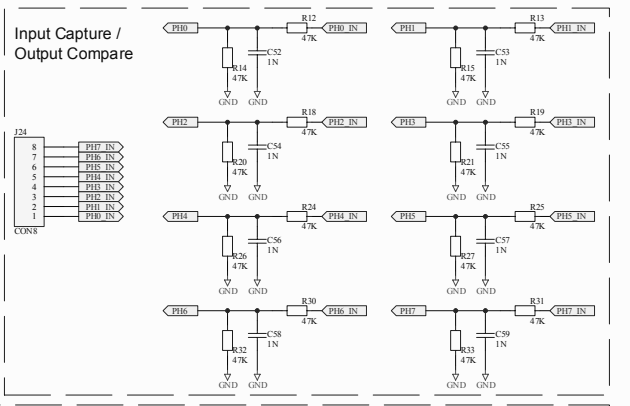 Input Capture /
Output Compare
J24
8 PH7_IN
7 PH6_IN
6 PH5_IN
5 PH4_IN
4 PH3_IN
3 PH2_IN
2 PH1_IN
1 PH0_IN
CON8
PH0 R12 47K PH0_IN
R14 47K C52 1N
GND GND
PH1 R13 47K PH1_IN
R15 47K C53 1N
GND GND
PH2 R18 47K PH2_IN
R20 47K C54 1N
GND GND
PH3 R19 47K PH3_IN
R21 47K C55 1N
GND GND
PH4 R24 47K PH4_IN
R26 47K C56 1N
GND GND
PH5 R25 47K PH5_IN
R27 47K C57 1N
GND GND
PH6 R30 47K PH6_IN
R32 47K C58 1N
GND GND
PH7 R31 47K PH7_IN
R33 47K C59 1N
GND GND